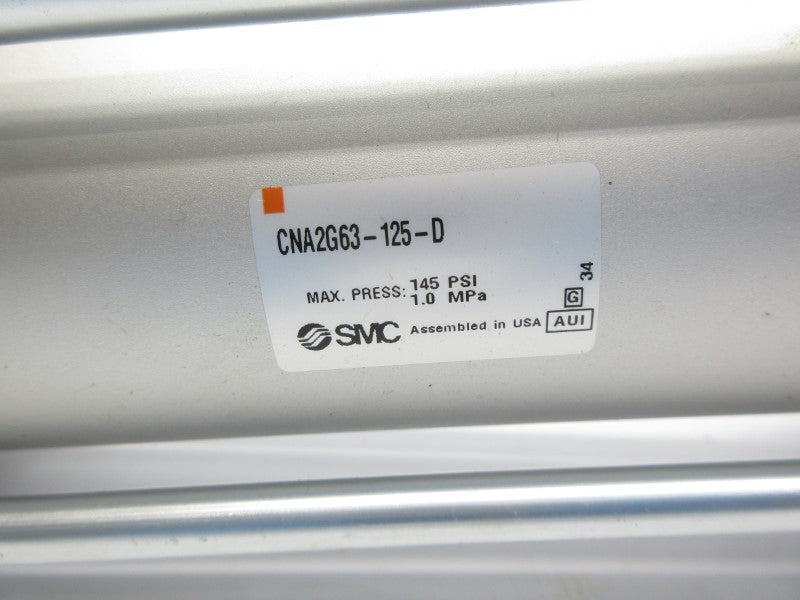 CNA2G63-125-D
MAX. PRESS: 145 PSI
1.0 MPa
34
G
SMC Assembled in USA AUI